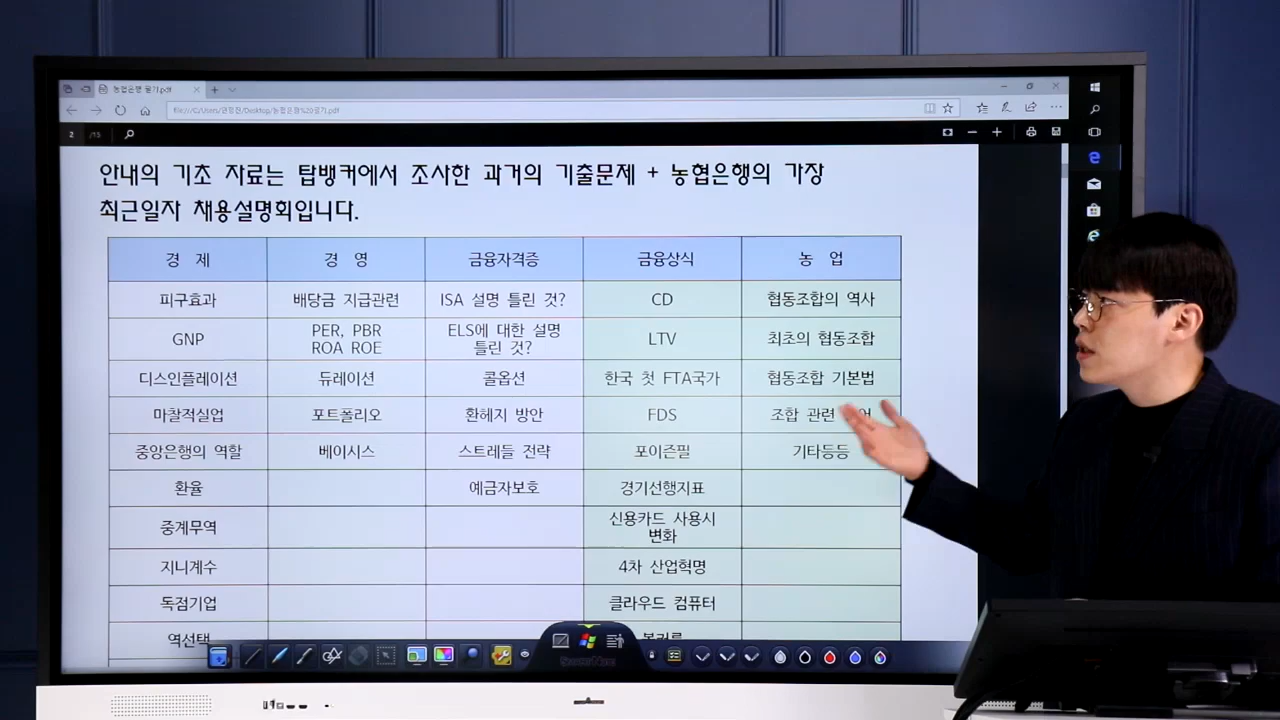 농협은행 필기.pdf
2 /15
안내의 기초 자료는 탑뱅커에서 조사한 과거의 기출문제 + 농협은행의 가장
최근일자 채용설명회입니다.
경 제 경 영 금융자격증 금융상식 농 업
피구효과 배당금 지급관련 ISA 설명 틀린 것? CD 협동조합의 역사
GNP PER, PBR ROA ROE ELS에 대한 설명 틀린 것? LTV 최초의 협동조합
디스인플레이션 듀레이션 콜옵션 한국 첫 FTA국가 협동조합 기본법
마찰적실업 포트폴리오 환헤지 방안 FDS 조합 관련
중앙은행의 역할 베이시스 스트레들 전략 포이즌필 기타등등
환율 예금자보호 경기선행지표
중계무역 신용카드 사용시 변화
지니계수 4차 산업혁명
독점기업 클라우드 컴퓨터
역선택